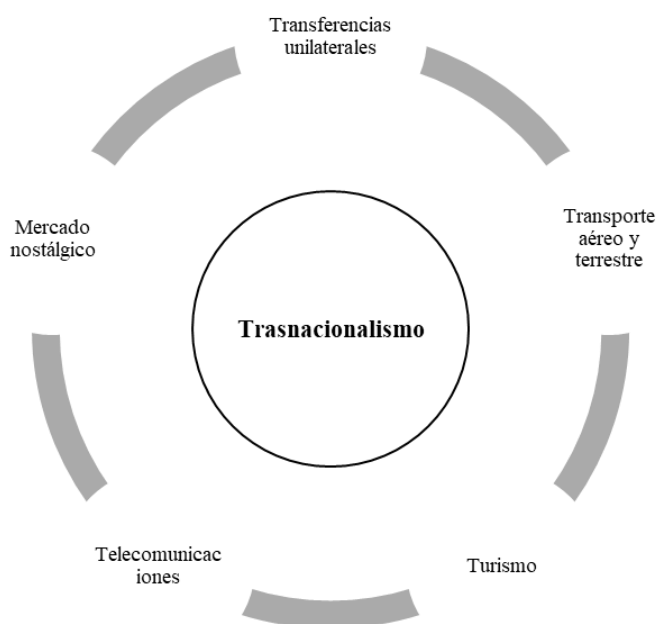 Transferencias
unilaterales
Mercado
nostálgico
Transporte
aéreo y
terrestre
Trasnacionalismo
Telecomunicac
iones
Turismo